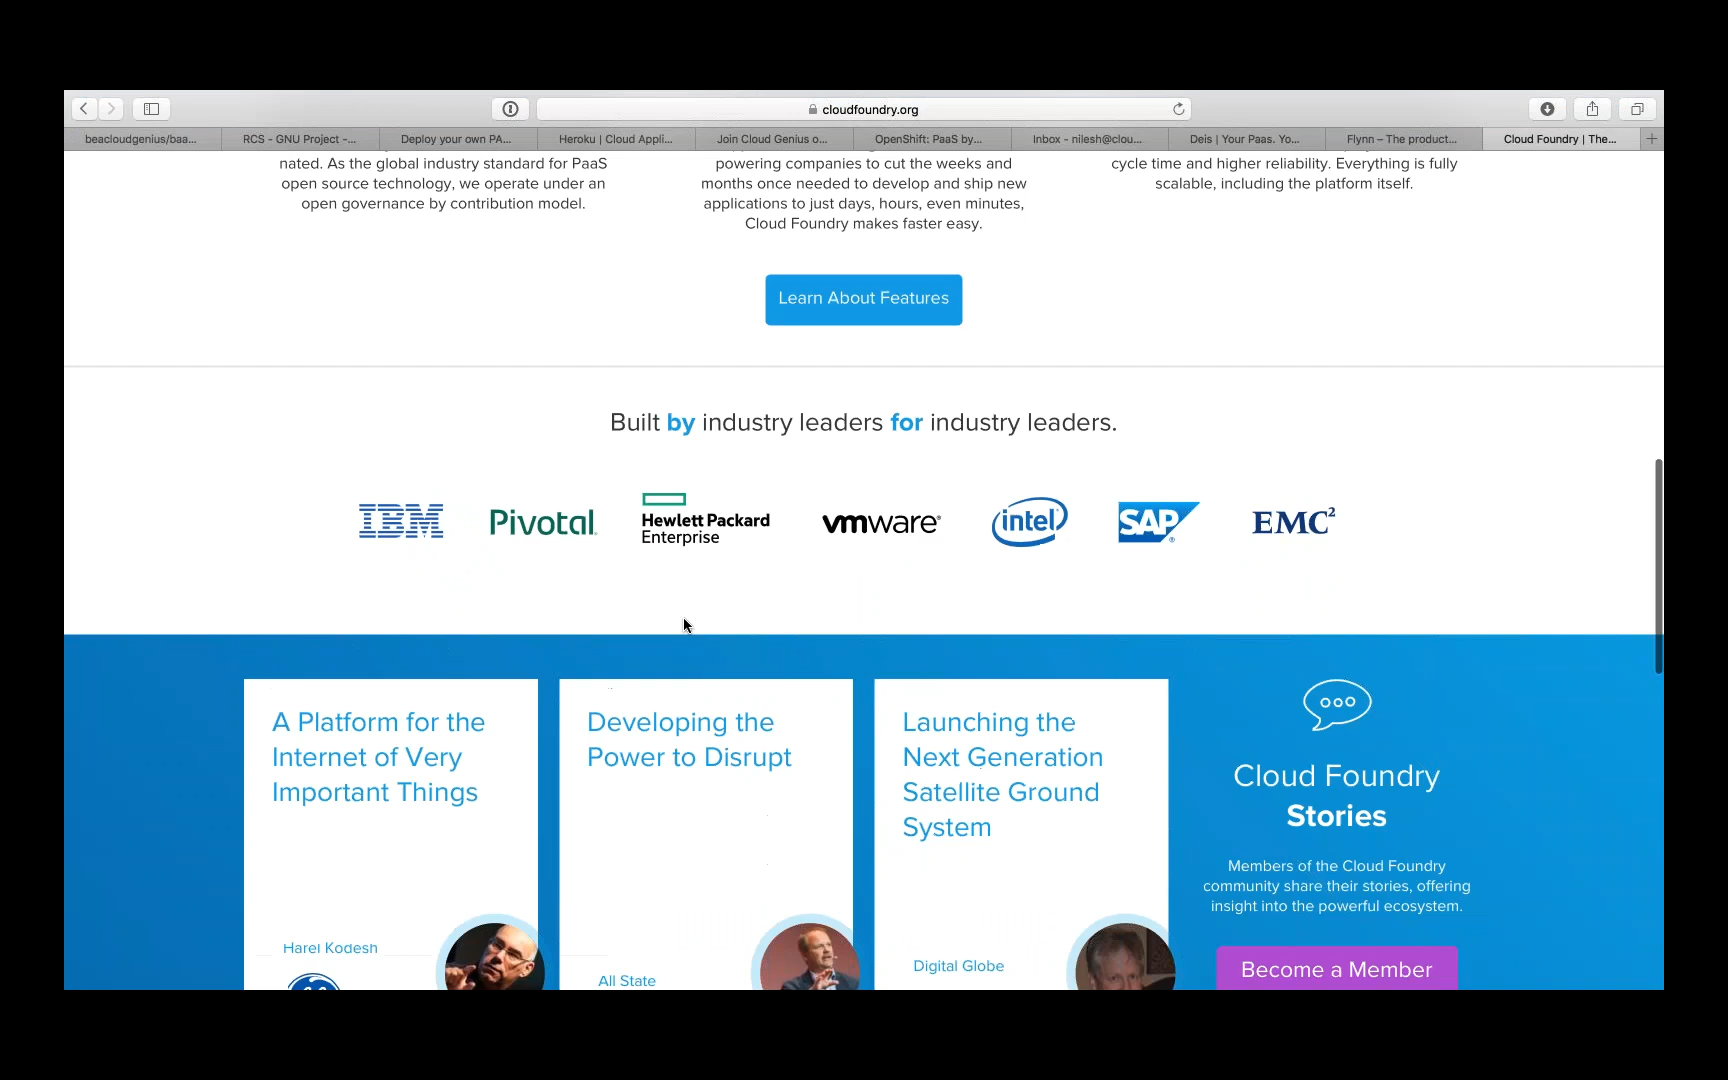 cloudfoundry.org
beacloudgenius/baa...
RCS - GNU Project -...
Deploy your own PA...
Heroku | Cloud Appli...
Join Cloud Genius o...
OpenShift: PaaS by...
Inbox - nilesh@clou...
Deis | Your Paas. Yo...
Flynn – The product...
Cloud Foundry | The...
nated. As the global industry standard for PaaS
open source technology, we operate under an
open governance by contribution model.
powering companies to cut the weeks and
months once needed to develop and ship new
applications to just days, hours, even minutes,
Cloud Foundry makes faster easy.
cycle time and higher reliability. Everything is fully
scalable, including the platform itself.
Learn About Features
Built by industry leaders for industry leaders.
IBM
Pivotal
Hewlett Packard
Enterprise
vmware
intel
SAP
EMC²
A Platform for the
Internet of Very
Important Things
Harel Kodesh
Developing the
Power to Disrupt
All State
Launching the
Next Generation
Satellite Ground
System
Digital Globe
Cloud Foundry
Stories
Members of the Cloud Foundry
community share their stories, offering
insight into the powerful ecosystem.
Become a Member